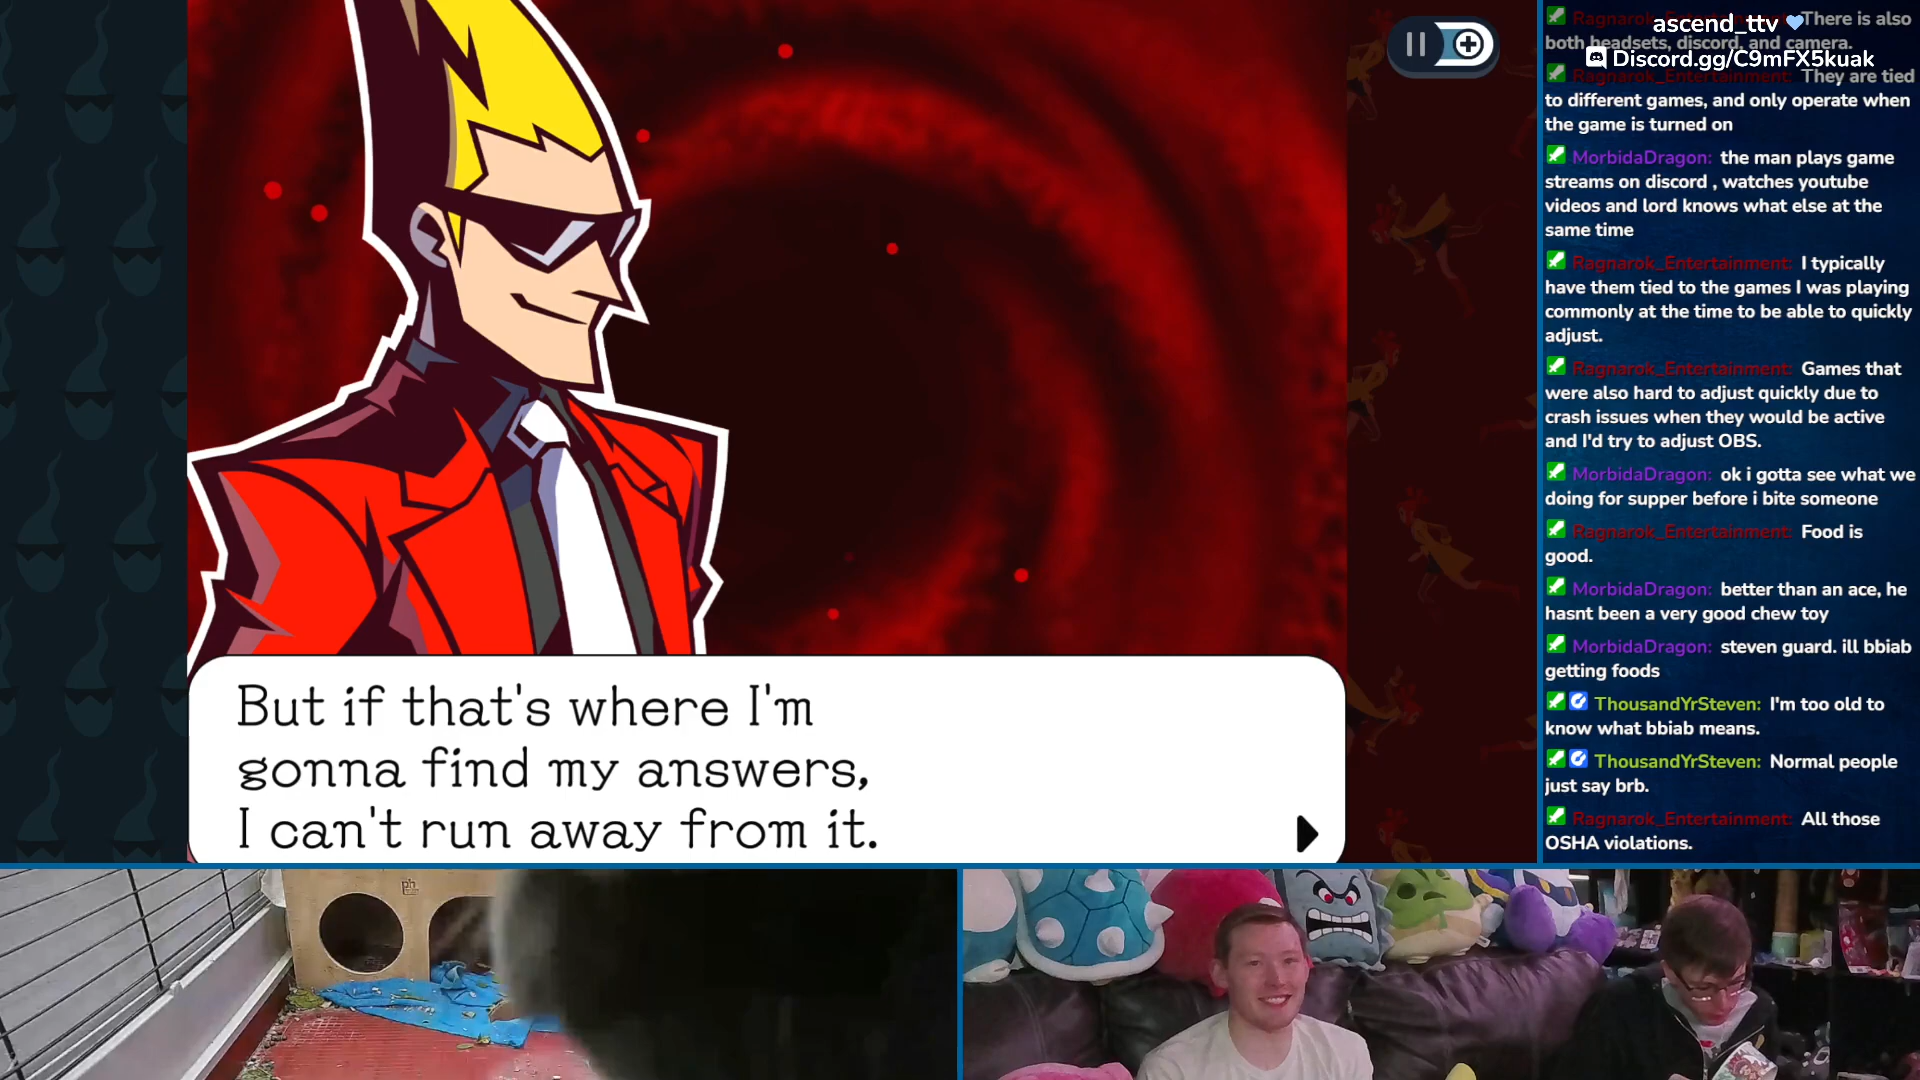 But if that's where I'm
gonna find my answers,
I can't run away from it.
ascend_ttv
Discord.gg/C9mFX5kuak
Ragnarok_Entertainment: There is also
both headsets, discord, and camera.
Ragnarok_Entertainment: They are tied
to different games, and only operate when
the game is turned on
MorbidaDragon: the man plays game
streams on discord , watches youtube
videos and lord knows what else at the
same time
Ragnarok_Entertainment: I typically
have them tied to the games I was playing
commonly at the time to be able to quickly
adjust.
Ragnarok_Entertainment: Games that
were also hard to adjust quickly due to
crash issues when they would be active
and I'd try to adjust OBS.
MorbidaDragon: ok i gotta see what we
doing for supper before i bite someone
Ragnarok_Entertainment: Food is
good.
MorbidaDragon: better than an ace, he
hasnt been a very good chew toy
MorbidaDragon: steven guard. ill bbiab
getting foods
ThousandYrSteven: I'm too old to
know what bbiab means.
ThousandYrSteven: Normal people
just say brb.
Ragnarok_Entertainment: All those
OSHA violations.
ph